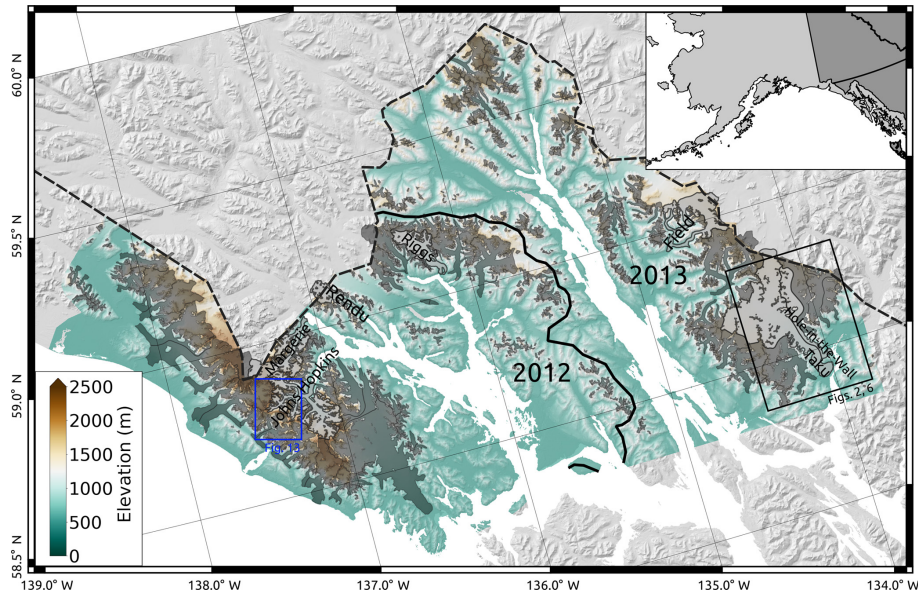 60.0° N
59.5° N
59.0° N
58.5° N
Riggs
Field
2013
Rendu
Margerie
Johns Hopkins
2012
Hole-in-the-Wall
Taku
Figs. 2, 6
Fig. 13
2500
2000
1500
1000
500
0
Elevation (m)
139.0° W
138.0° W
137.0° W
136.0° W
135.0° W
134.0° W